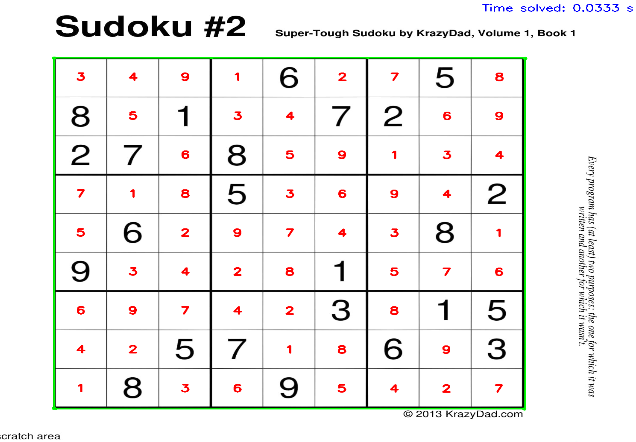 Time solved: 0.0333 s
Sudoku #2
Super-Tough Sudoku by KrazyDad, Volume 1, Book 1
3 4 9 1 6 2 7 5 8
8 5 1 3 4 7 2 6 9
2 7 6 8 5 9 1 3 4
7 1 8 5 3 6 9 4 2
5 6 2 9 7 4 3 8 1
9 3 4 2 8 1 5 7 6
6 9 7 4 2 3 8 1 5
4 2 5 7 1 8 6 9 3
1 8 3 6 9 5 4 2 7
Every program has (at least) two purposes: the one for which it was
written and another for which it wasn't.
© 2013 KrazyDad.com
scratch area